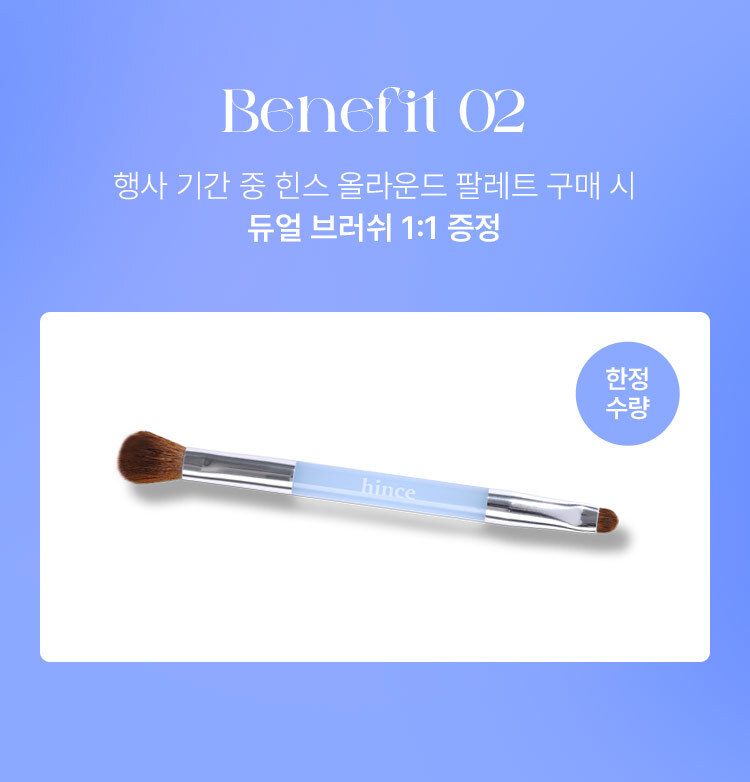 Benefit 02
행사 기간 중 힌스 올라운드 팔레트 구매 시
듀얼 브러쉬 1:1 증정
한정
수량
hince